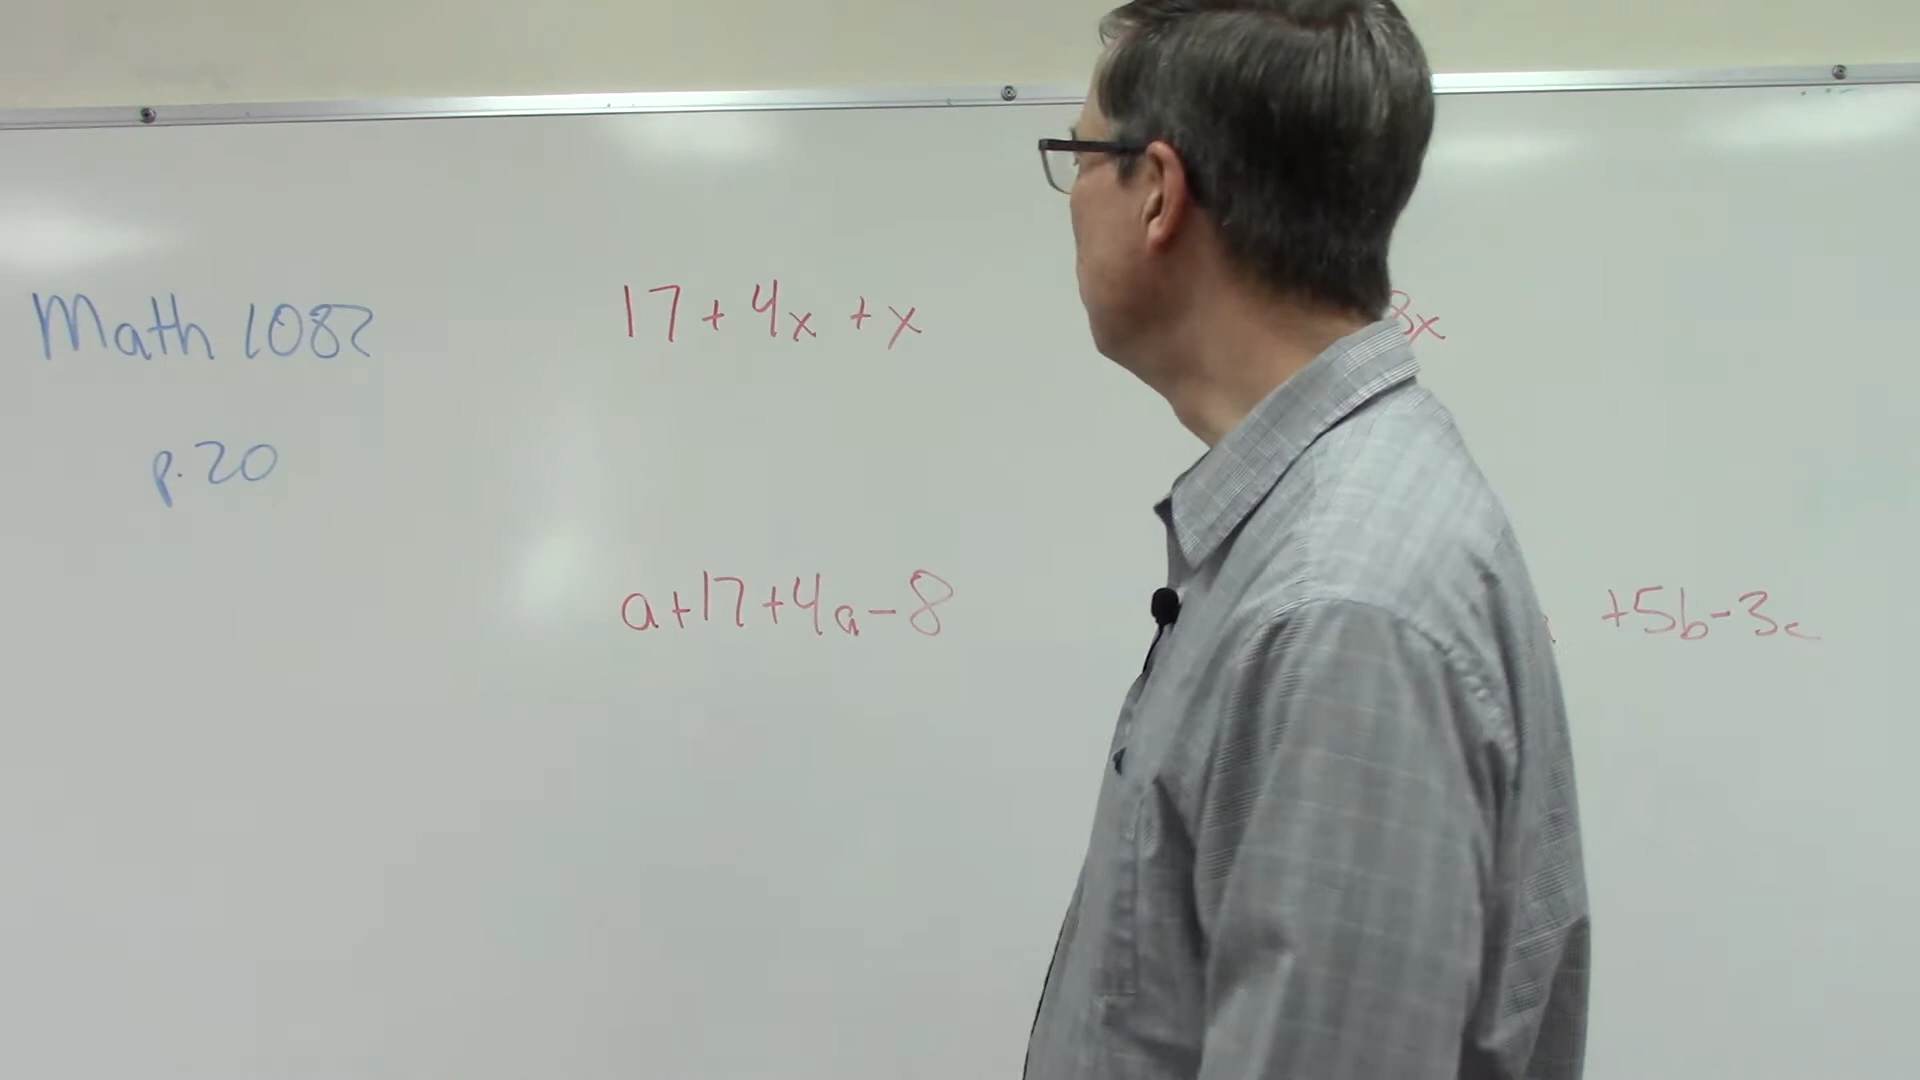 Math 1082
p.20
17 + 4x + x
8x
a+17+4a-8
+5b-3c